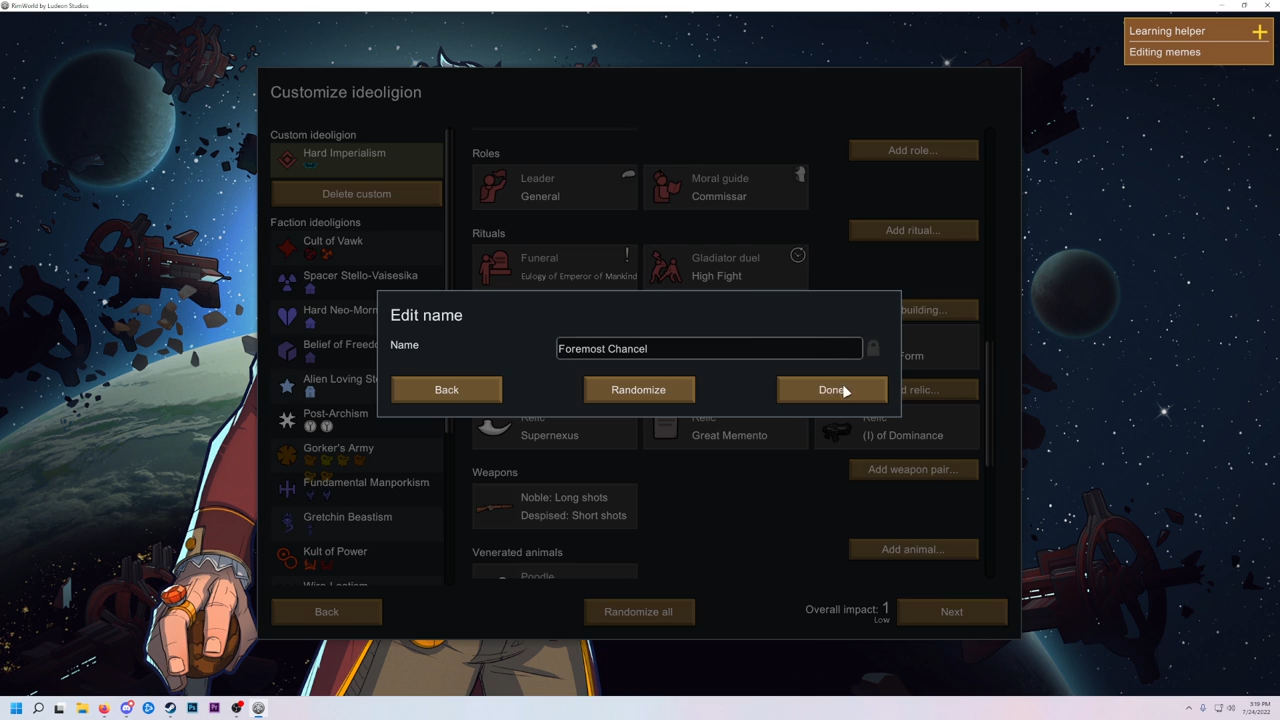 RimWorld by Ludeon Studios
Learning helper
Editing memes
Customize ideoligion
Custom ideoligion
Hard Imperialism
Delete custom
Faction ideoligions
Cult of Vawk
Spacer Stello-Vaisesika
Hard Neo-Morm
Belief of Freedo
Alien Loving St
Post-Archism
Gorker's Army
Fundamental Manporkism
Gretchin Beastism
Kult of Power
Roles
Add role...
Leader
General
Moral guide
Commissar
Rituals
Add ritual...
Funeral
Eulogy of Emperor of Mankind
Gladiator duel
High Fight
building...
Form
Edit name
Name
Foremost Chancel
Back
Randomize
Done
d relic...
Relic
Supernexus
Relic
Great Memento
Relic
(I) of Dominance
Weapons
Add weapon pair...
Noble: Long shots
Despised: Short shots
Venerated animals
Add animal...
Poodle
Back
Randomize all
Overall impact: 1
Low
Next
3:19 PM
7/24/2022